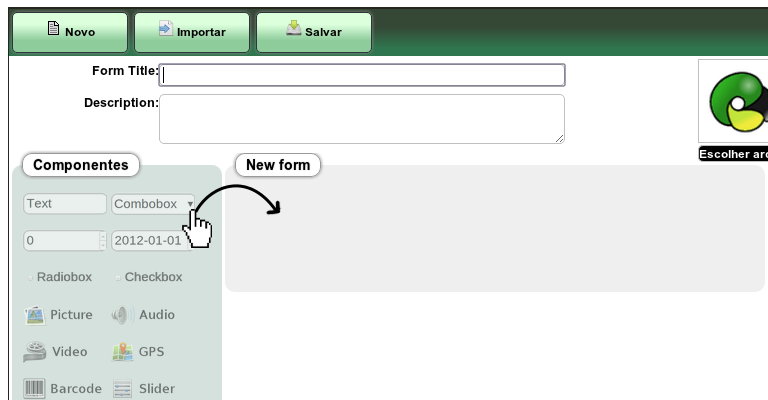 Novo Importar Salvar
Form Title:
Description:
Escolher arc
Componentes New form
Text Combobox
0 2012-01-01
Radiobox Checkbox
Picture Audio
Video GPS
Barcode Slider